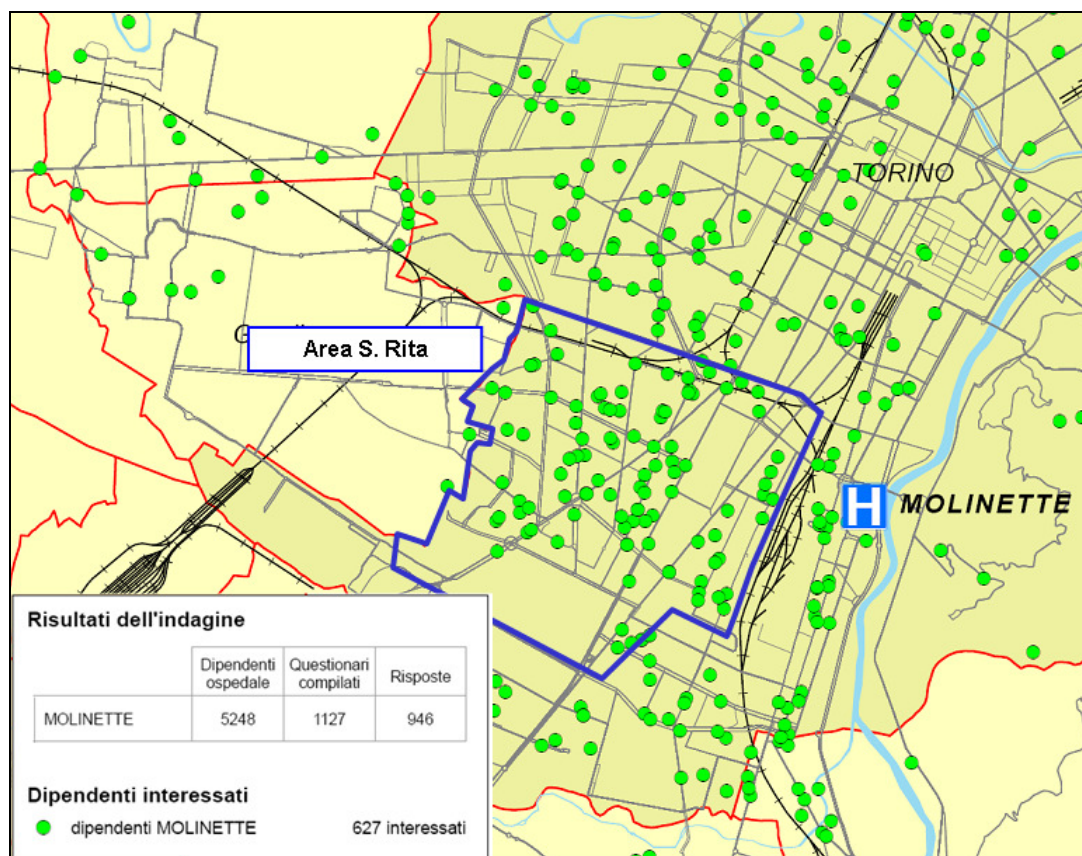 TORINO
Area S. Rita
H MOLINETTE
Risultati dell'indagine
Dipendenti ospedale Questionari compilati Risposte
MOLINETTE 5248 1127 946
Dipendenti interessati
dipendenti MOLINETTE 627 interessati